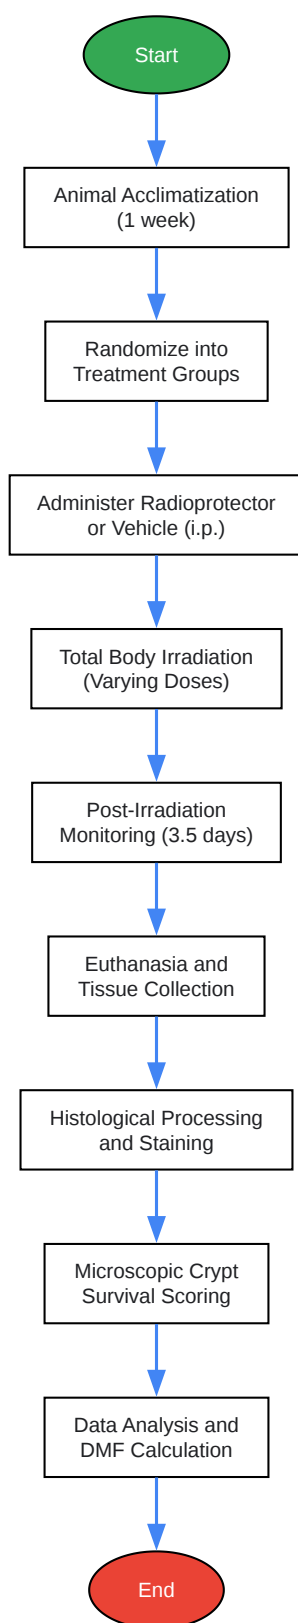 Start
Animal Acclimatization
(1 week)
Randomize into
Treatment Groups
Administer Radioprotector
or Vehicle (i.p.)
Total Body Irradiation
(Varying Doses)
Post-Irradiation
Monitoring (3.5 days)
Euthanasia and
Tissue Collection
Histological Processing
and Staining
Microscopic Crypt
Survival Scoring
Data Analysis and
DMF Calculation
End